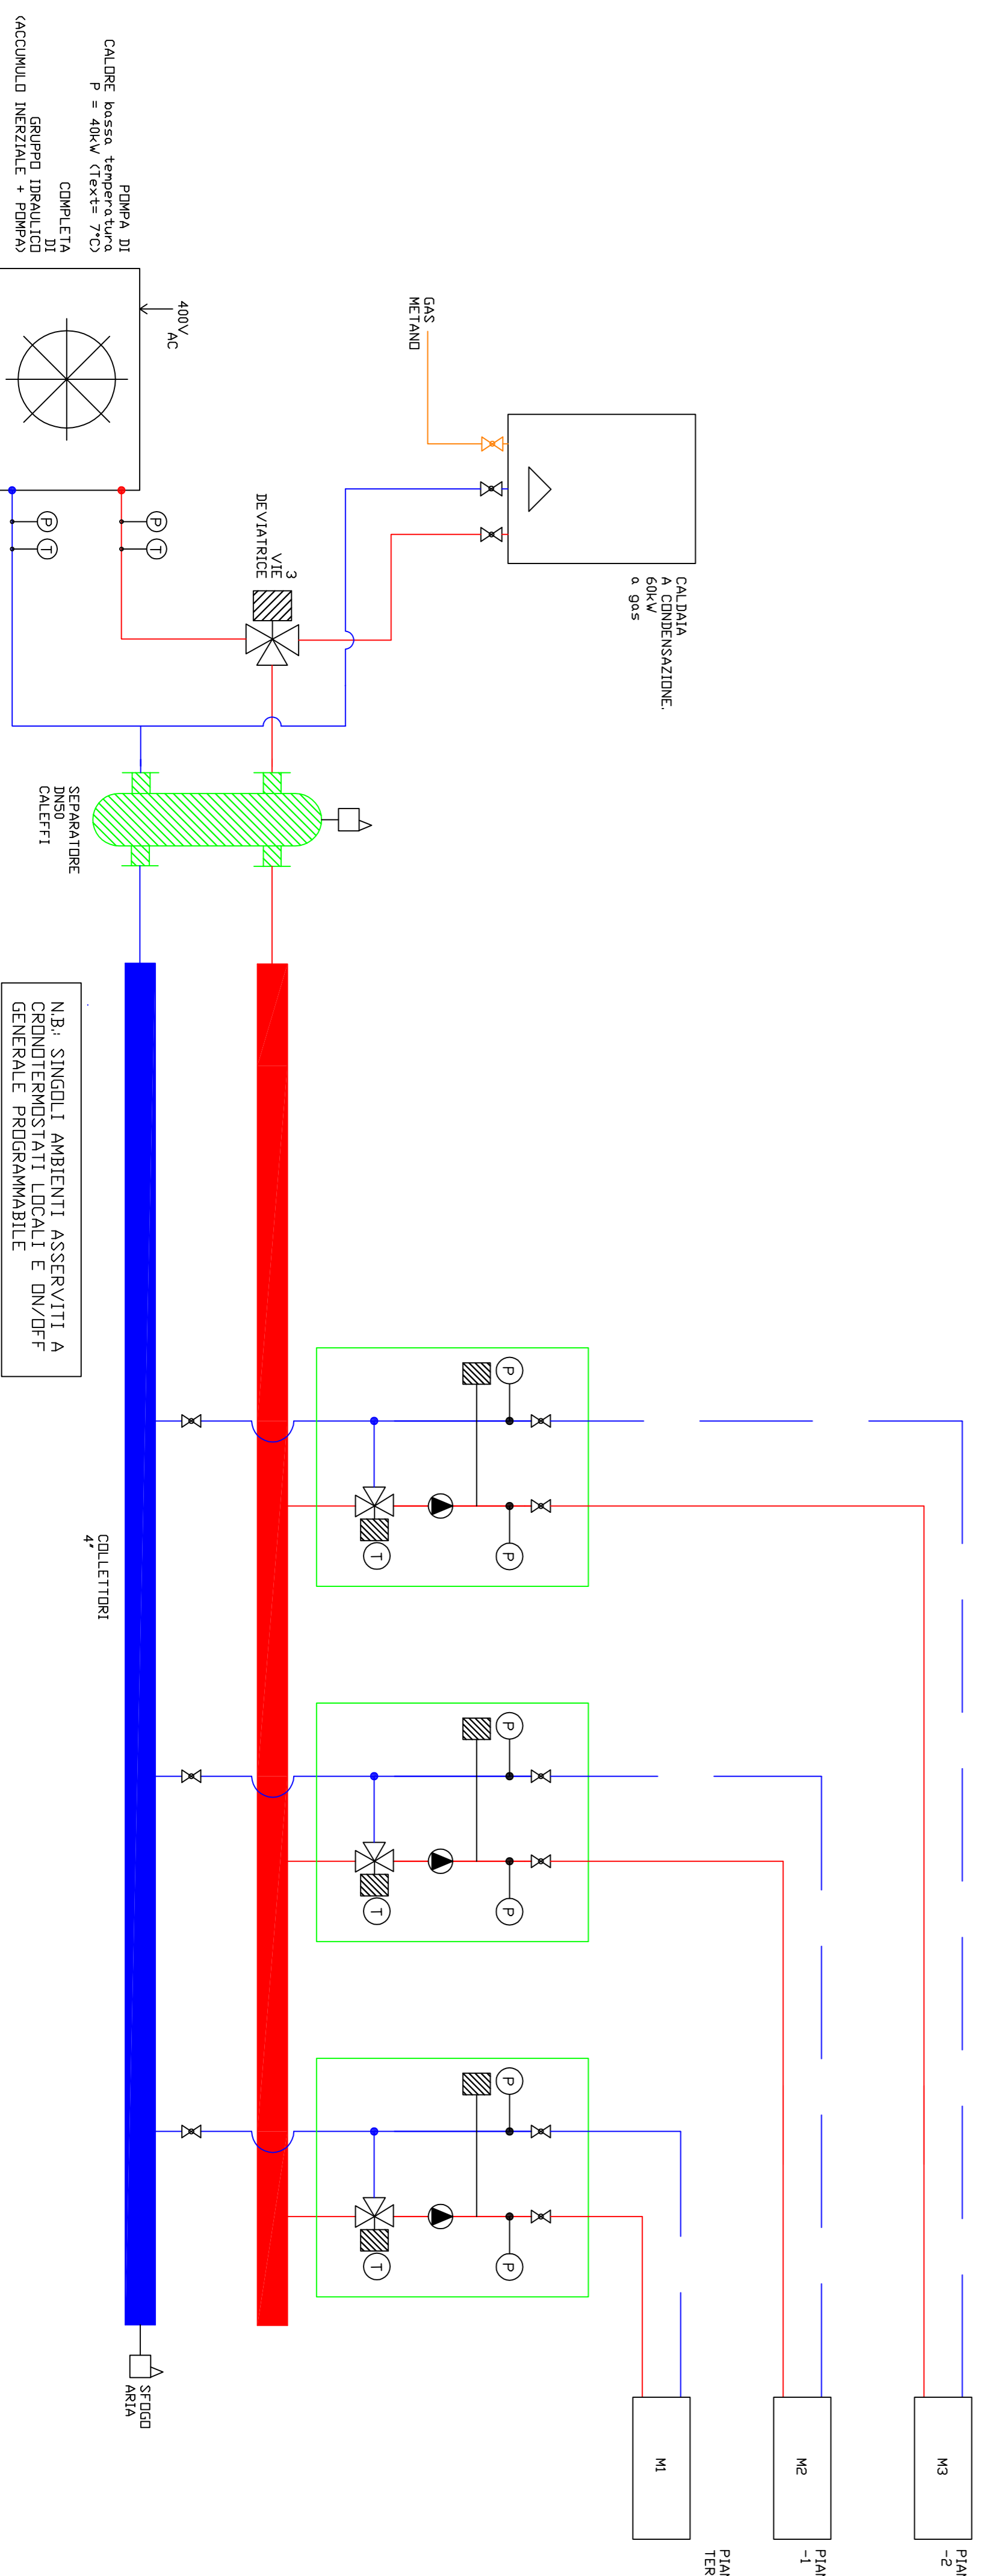 POMPA DI
CALORE bassa temperatura
P = 40kW (Text= 7°C)
COMPLETA
DI
GRUPPO IDRAULICO
(ACCUMULO INERZIALE + POMPA)
400V
AC
P
T
P
T
GAS
METANO
CALDAIA
A CONDENSAZIONE,
60kW
a gas
3
VIE
DEVIATRICE
SEPARATORE
DN50
CALEFFI
N.B.: SINGOLI AMBIENTI ASSERVITI A
CRONOTERMOSTATI LOCALI E ON/OFF
GENERALE PROGRAMMABILE
COLLETTORI
4"
P
P
T
P
P
T
P
P
T
SFOGO
ARIA
M3
-2
M2
-1
M1